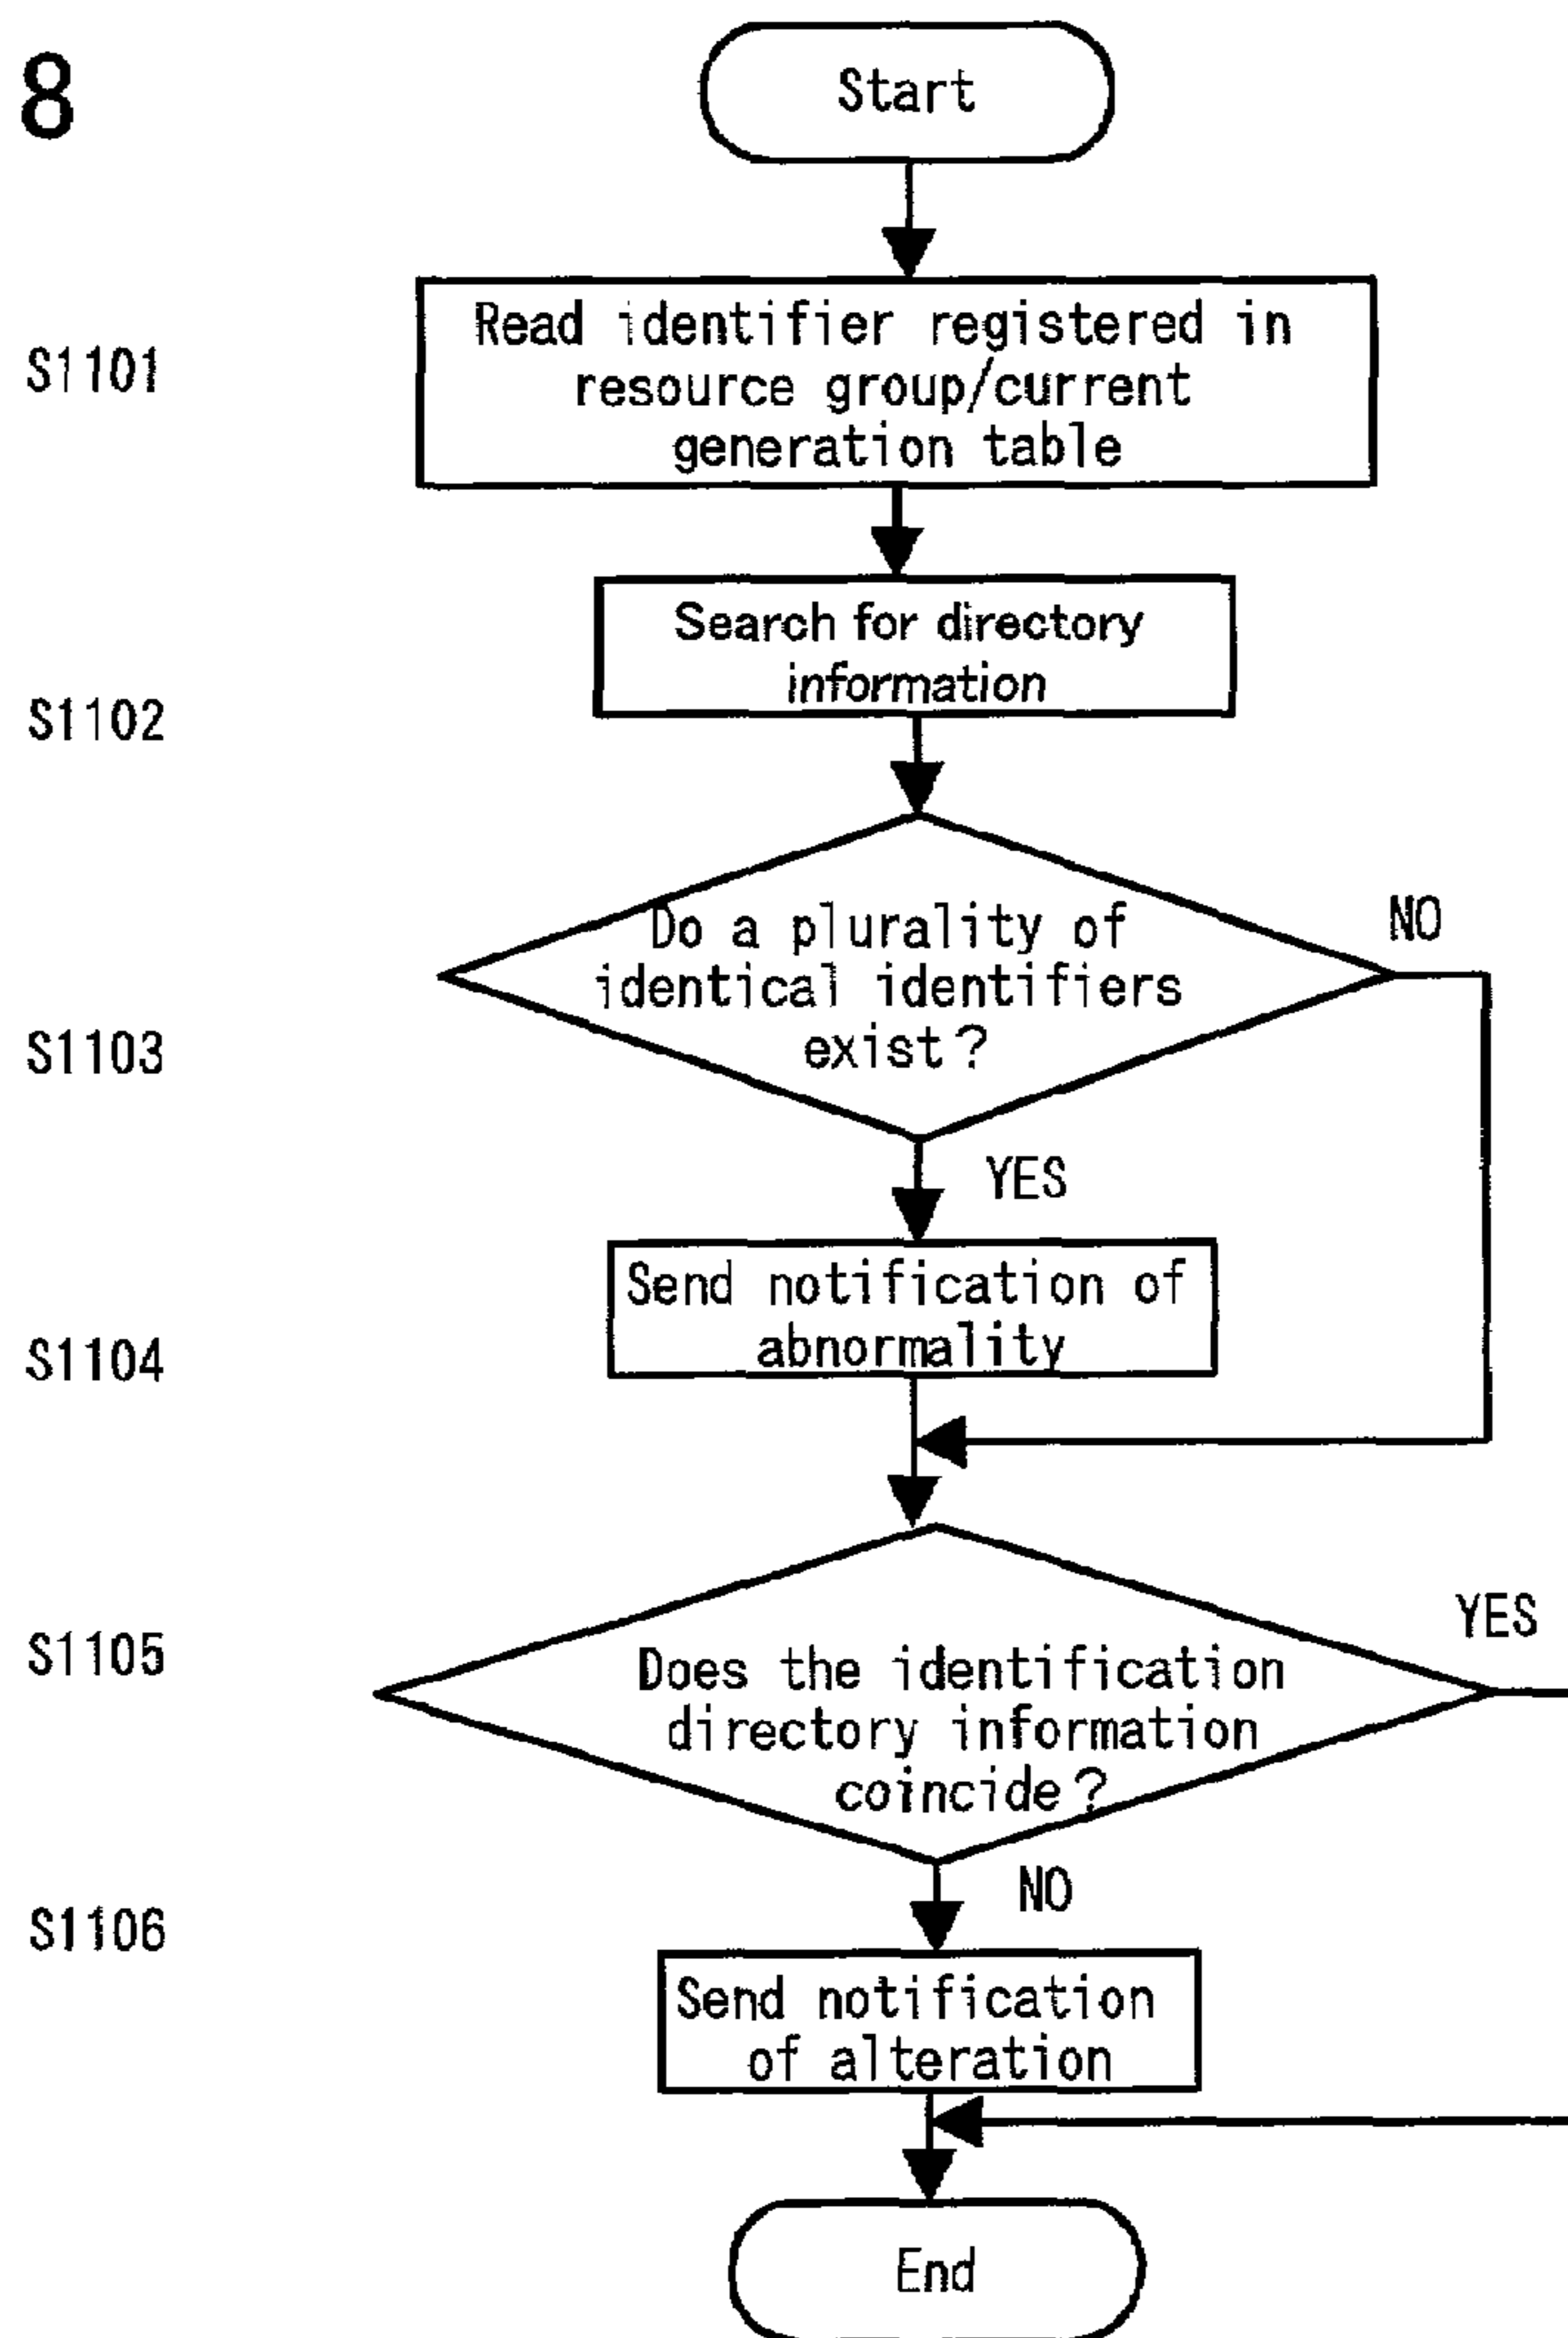 8
Start
S1101
Read identifier registered in
resource group/current
generation table
Search for directory
information
S1102
Do a plurality of
identical identifiers
exist?
NO
S1103
YES
Send notification of
abnormality
S1104
YES
S1105
Does the identification
directory information
coincide?
NO
S1106
Send notification
of alteration
End